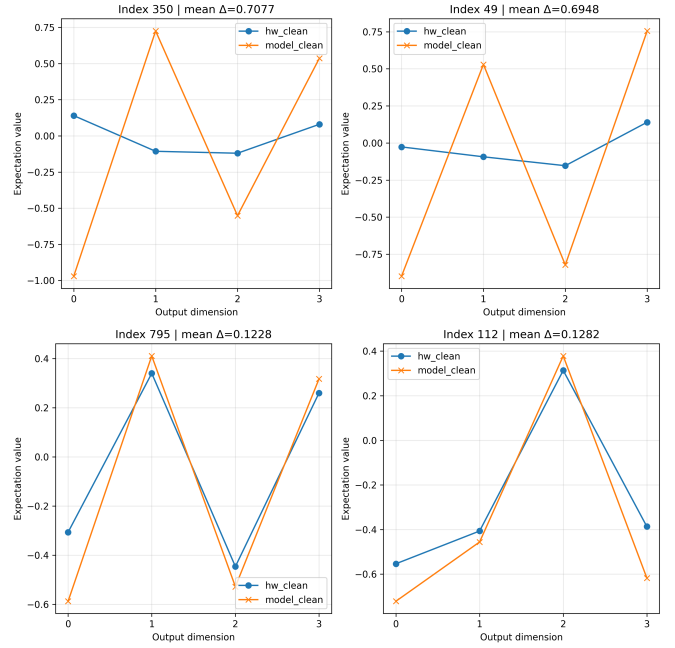 Index 350 | mean Δ=0.7077
Expectation value
0.75
0.50
0.25
0.00
−0.25
−0.50
−0.75
−1.00
hw_clean
model_clean
0 1 2 3
Output dimension
Index 49 | mean Δ=0.6948
Expectation value
0.75
0.50
0.25
0.00
−0.25
−0.50
−0.75
hw_clean
model_clean
0 1 2 3
Output dimension
Index 795 | mean Δ=0.1228
Expectation value
0.4
0.2
0.0
−0.2
−0.4
−0.6
hw_clean
model_clean
0 1 2 3
Output dimension
Index 112 | mean Δ=0.1282
Expectation value
0.4
0.2
0.0
−0.2
−0.4
−0.6
hw_clean
model_clean
0 1 2 3
Output dimension